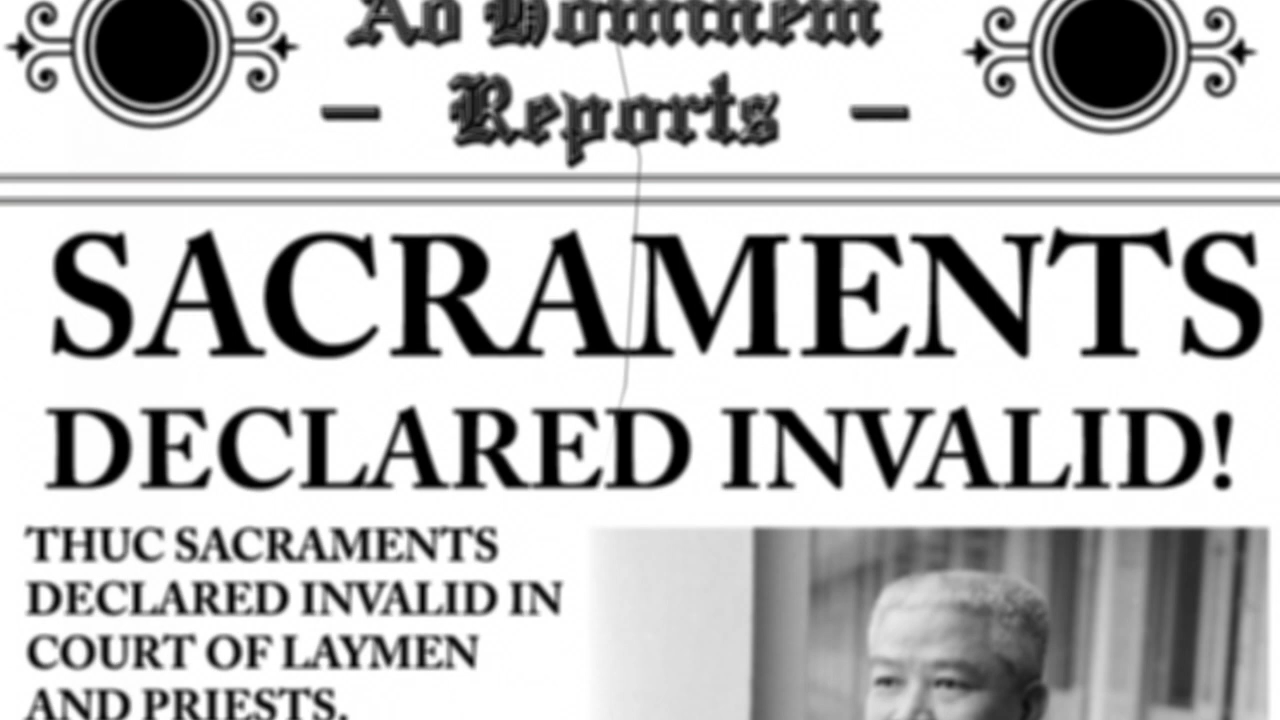 Ad Hominem
— Reports —
SACRAMENTS
DECLARED INVALID!
THUC SACRAMENTS
DECLARED INVALID IN
COURT OF LAYMEN
AND PRIESTS.